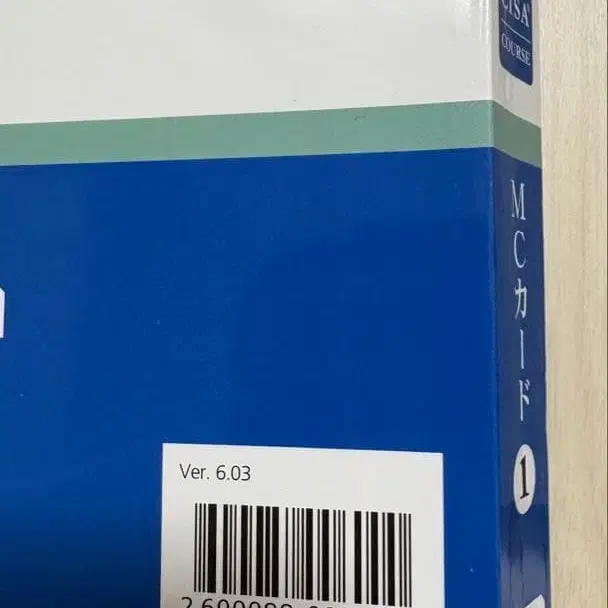 CISA
COURSE
MCカード
1
Ver. 6.03